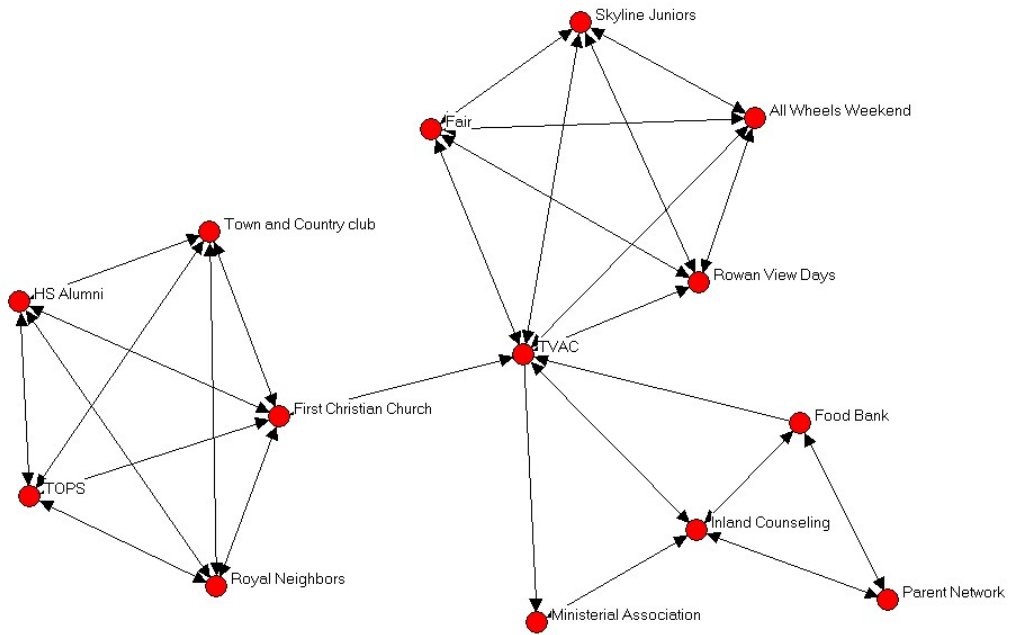 Skyline Juniors
All Wheels Weekend
Fair
Town and Country club
Rowan View Days
HS Alumni
TVAC
First Christian Church
Food Bank
TOPS
Inland Counseling
Royal Neighbors
Parent Network
Ministerial Association